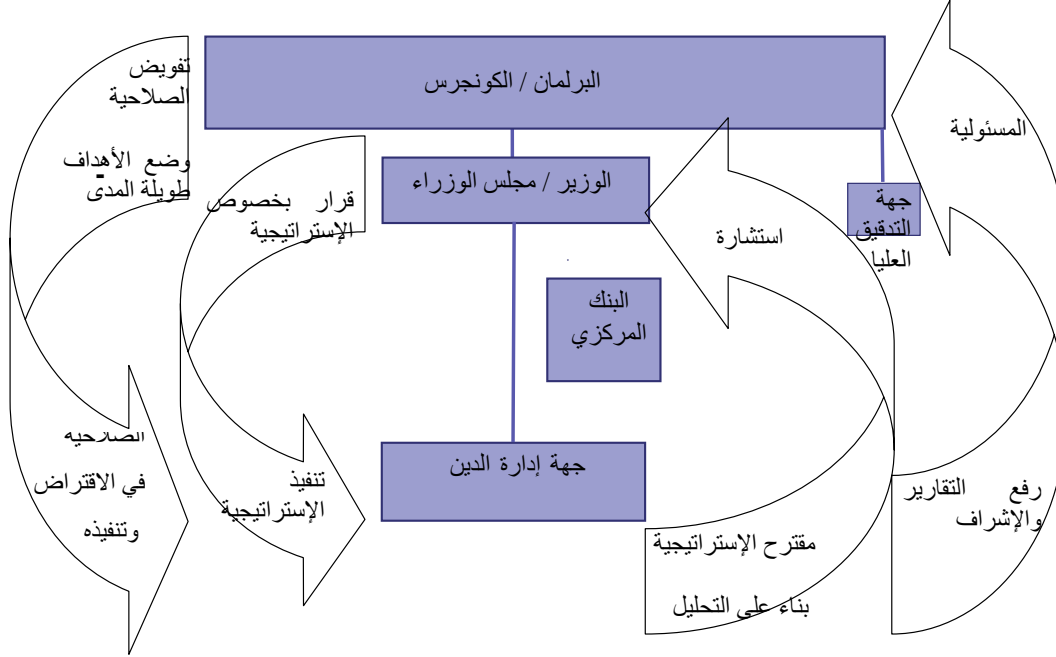 البرلمان / الكونجرس
تفويض
الصلاحية
وضع الأهداف
طويلة المدى
المسئولية
الوزير / مجلس الوزراء
جهة
التدقيق
العليا
قرار بخصوص
الإستراتيجية
استشارة
البنك
المركزي
جهة إدارة الدين
الصلاحية
في الاقتراض
وتنفيذه
تنفيذ
الإستراتيجية
مقترح الإستراتيجية
بناء على التحليل
رفع التقارير
والإشراف